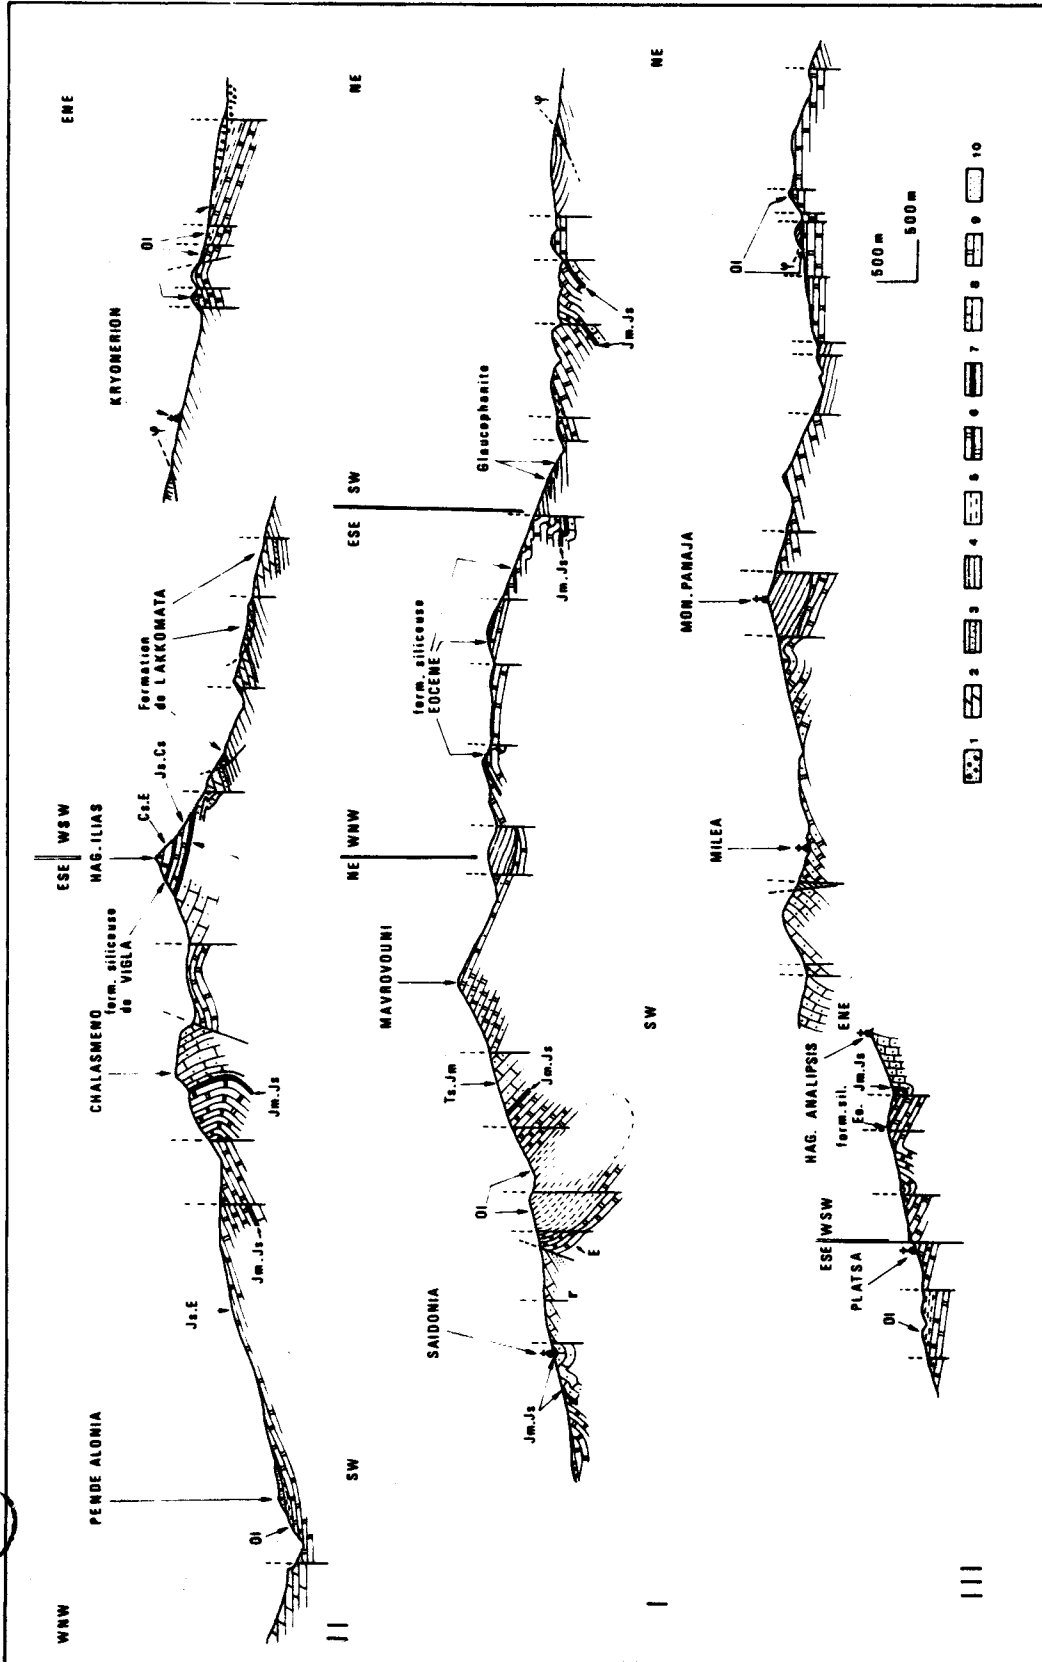 WNW
PENDE ALONIA
CHALASMENO
form. siliceuse
de VIGLA
ESE WSW
HAG. ILIAS
Cs.E
Js.Cs
Formation
de LAKKOMATA
KRYONERION
ENE
Ol
φ
Ol
Js.E
Jm.Js
Jm.Js
II
SW
SAIDONIA
MAVROVOUNI
NE WNW
form. siliceuse
EOCENE
ESE SW
Glaucophanite
NE
φ
Jm.Js
Ol
E
r
Ts.Jm
Jm.Js
Jm.Js
Jm.Js
I
SW
NE
PLATSA
ESE WSW
HAG. ANALIPSIS
ENE
form. sil.
Eo.
Jm.Js
Ol
MILEA
MON. PANAJA
Ol
φ
500m
500m
III
1 2 3 4 5 6 7 8 9 10